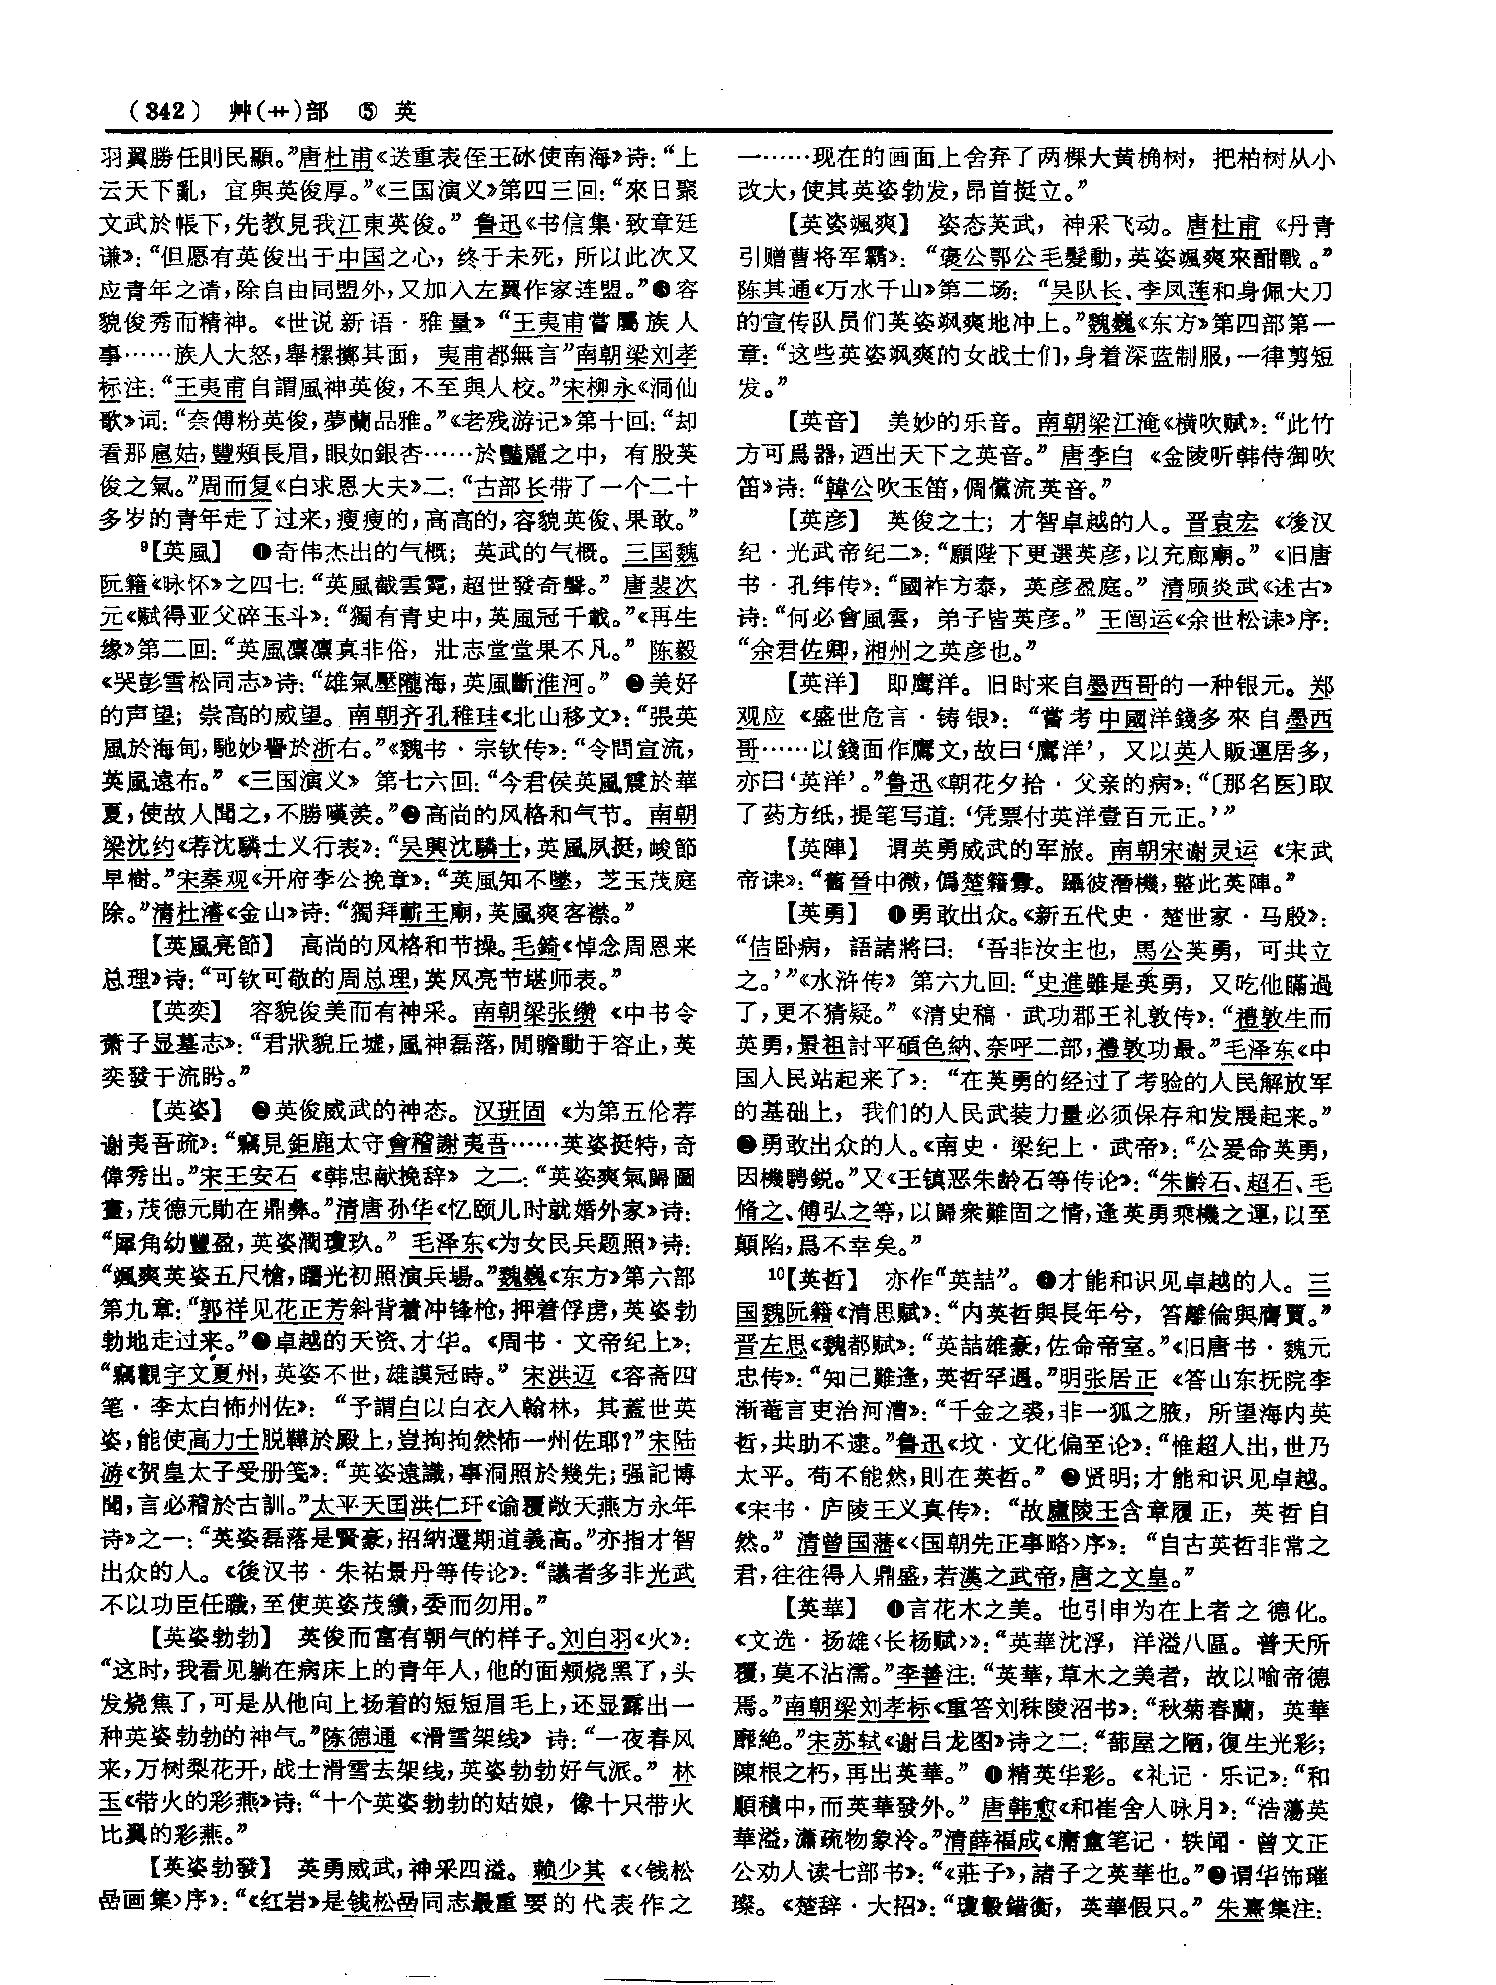 （342） 艸(艹)部 ⑤ 英
羽翼勝任則民顯。”唐杜甫《送重表侄王砅使南海》诗：“上
云天下亂，宜與英俊厚。”《三国演义》第四三回：“來日聚
文武於帳下，先教見我江東英俊。”鲁迅《书信集·致章廷
谦》：“但愿有英俊出于中国之心，终于未死，所以此次又
应青年之请，除自由同盟外，又加入左翼作家连盟。”❸容
貌俊秀而精神。《世说新语·雅量》“王夷甫嘗屬族人
事……族人大怒，舉樏擲其面，夷甫都無言”南朝梁刘孝
标注：“王夷甫自謂風神英俊，不至與人校。”宋柳永《洞仙
歌》词：“奈傅粉英俊，夢蘭品雅。”《老残游记》第十回：“却
看那扈姑，豐頰長眉，眼如銀杏……於豔麗之中，有股英
俊之氣。”周而复《白求恩大夫》二：“古部长带了一个二十
多岁的青年走了过来，瘦瘦的，高高的，容貌英俊、果敢。”
⁹【英風】 ❶奇伟杰出的气概；英武的气概。三国魏
阮籍《咏怀》之四七：“英風截雲霓，超世發奇聲。”唐裴次
元《赋得亚父碎玉斗》：“獨有青史中，英風冠千載。”《再生
缘》第二回：“英風凛凛真非俗，壯志堂堂果不凡。”陈毅
《哭彭雪松同志》诗：“雄氣壓隴海，英風斷淮河。”❷美好
的声望；崇高的威望。南朝齐孔稚珪《北山移文》：“張英
風於海甸，馳妙譽於浙右。”《魏书·宗钦传》：“令問宣流，
英風遠布。”《三国演义》第七六回：“今君侯英風震於華
夏，使故人聞之，不勝嘆羡。”❸高尚的风格和气节。南朝
梁沈约《荐沈驎士义行表》：“吴興沈驎士，英風夙挺，峻節
早樹。”宋秦观《开府李公挽章》：“英風知不墜，芝玉茂庭
除。”清杜濬《金山》诗：“獨拜蘄王廟，英風爽客襟。”
【英風亮節】 高尚的风格和节操。毛錡《悼念周恩来
总理》诗：“可钦可敬的周总理，英风亮节堪师表。”
【英奕】 容貌俊美而有神采。南朝梁张缵《中书令
萧子显墓志》：“君狀貌丘墟，風神磊落，閒瞻動于容止，英
奕發于流眄。”
【英姿】 ❶英俊威武的神态。汉班固《为第五伦荐
谢夷吾疏》：“竊見鉅鹿太守會稽謝夷吾……英姿挺特，奇
偉秀出。”宋王安石《韩忠献挽辞》之二：“英姿爽氣歸圖
畫，茂德元勛在鼎彝。”清唐孙华《忆颐儿时就婚外家》诗：
“犀角幼豐盈，英姿潤瓊玖。”毛泽东《为女民兵题照》诗：
“颯爽英姿五尺槍，曙光初照演兵場。”魏巍《东方》第六部
第九章：“郭祥见花正芳斜背着冲锋枪，押着俘虏，英姿勃
勃地走过来。”❷卓越的天资、才华。《周书·文帝纪上》：
“竊觀宇文夏州，英姿不世，雄謨冠時。”宋洪迈《容斋四
笔·李太白怖州佐》：“予謂白以白衣入翰林，其蓋世英
姿，能使高力士脱鞾於殿上，豈拘拘然怖一州佐耶？”宋陆
游《贺皇太子受册笺》：“英姿遠識，事洞照於幾先；强記博
聞，言必稽於古訓。”太平天国洪仁玕《谕覆敞天燕方永年
诗》之一：“英姿磊落是賢豪，招納還期道義高。”亦指才智
出众的人。《後汉书·朱祐景丹等传论》：“議者多非光武
不以功臣任職，至使英姿茂績，委而勿用。”
【英姿勃勃】 英俊而富有朝气的样子。刘白羽《火》：
“这时，我看见躺在病床上的青年人，他的面颊烧黑了，头
发烧焦了，可是从他向上扬着的短短眉毛上，还显露出一
种英姿勃勃的神气。”陈德通《滑雪架线》诗：“一夜春风
来，万树梨花开，战士滑雪去架线，英姿勃勃好气派。”林
玉《带火的彩燕》诗：“十个英姿勃勃的姑娘，像十只带火
比翼的彩燕。”
【英姿勃發】 英勇威武，神采四溢。赖少其《〈钱松
嵒画集〉序》：“《红岩》是钱松嵒同志最重要的代表作之
一……现在的画面上舍弃了两棵大黄桷树，把柏树从小
改大，使其英姿勃发，昂首挺立。”
【英姿颯爽】 姿态英武，神采飞动。唐杜甫《丹青
引赠曹将军霸》：“褒公鄂公毛髮動，英姿颯爽來酣戰。”
陈其通《万水千山》第二场：“吴队长、李凤莲和身佩大刀
的宣传队员们英姿飒爽地冲上。”魏巍《东方》第四部第一
章：“这些英姿飒爽的女战士们，身着深蓝制服，一律剪短
发。”
【英音】 美妙的乐音。南朝梁江淹《横吹赋》：“此竹
方可爲器，迺出天下之英音。”唐李白《金陵听韩侍御吹
笛》诗：“韓公吹玉笛，倜儻流英音。”
【英彦】 英俊之士；才智卓越的人。晋袁宏《後汉
纪·光武帝纪二》：“願陛下更選英彦，以充廊廟。”《旧唐
书·孔纬传》：“國祚方泰，英彦盈庭。”清顾炎武《述古》
诗：“何必會風雲，弟子皆英彦。”王闿运《余世松诔》序：
“余君佐卿，湘州之英彦也。”
【英洋】 即鹰洋。旧时来自墨西哥的一种银元。郑
观应《盛世危言·铸银》：“嘗考中國洋錢多來自墨西
哥……以錢面作鷹文，故曰‘鷹洋’，又以英人販運居多，
亦曰‘英洋’。”鲁迅《朝花夕拾·父亲的病》：“〔那名医〕取
了药方纸，提笔写道：‘凭票付英洋壹百元正。’”
【英陣】 谓英勇威武的军旅。南朝宋谢灵运《宋武
帝诔》：“舊晉中微，僞楚籍釁。躡彼潛機，整此英陣。”
【英勇】 ❶勇敢出众。《新五代史·楚世家·马殷》：
“佶卧病，語諸將曰：‘吾非汝主也，馬公英勇，可共立
之。’”《水浒传》第六九回：“史進雖是英勇，又吃他瞞過
了，更不猜疑。”《清史稿·武功郡王礼敦传》：“禮敦生而
英勇，景祖討平碩色納、奈呼二部，禮敦功最。”毛泽东《中
国人民站起来了》：“在英勇的经过了考验的人民解放军
的基础上，我们的人民武装力量必须保存和发展起来。”
❷勇敢出众的人。《南史·梁纪上·武帝》：“公爰命英勇，
因機騁鋭。”又《王镇恶朱龄石等传论》：“朱齡石、超石、毛
脩之、傅弘之等，以歸衆難固之情，逢英勇乘機之運，以至
顛陷，爲不幸矣。”
¹⁰【英哲】 亦作“英喆”。❶才能和识见卓越的人。三
国魏阮籍《清思赋》：“内英哲與長年兮，笞離倫與膺賈。”
晋左思《魏都赋》：“英喆雄豪，佐命帝室。”《旧唐书·魏元
忠传》：“知己難逢，英哲罕遇。”明张居正《答山东抚院李
渐菴言吏治河漕》：“千金之裘，非一狐之腋，所望海内英
哲，共助不逮。”鲁迅《坟·文化偏至论》：“惟超人出，世乃
太平。苟不能然，則在英哲。”❷贤明；才能和识见卓越。
《宋书·庐陵王义真传》：“故廬陵王含章履正，英哲自
然。”清曾国藩《〈国朝先正事略〉序》：“自古英哲非常之
君，往往得人鼎盛，若漢之武帝，唐之文皇。”
【英華】 ❶言花木之美。也引申为在上者之德化。
《文选·扬雄〈长杨赋〉》：“英華沈浮，洋溢八區。普天所
覆，莫不沾濡。”李善注：“英華，草木之美者，故以喻帝德
焉。”南朝梁刘孝标《重答刘秣陵沼书》：“秋菊春蘭，英華
靡絶。”宋苏轼《谢吕龙图》诗之二：“蔀屋之陋，復生光彩；
陳根之朽，再出英華。”❷精英华彩。《礼记·乐记》：“和
順積中，而英華發外。”唐韩愈《和崔舍人咏月》：“浩蕩英
華溢，瀟疏物象泠。”清薛福成《庸盦笔记·轶闻·曾文正
公劝人读七部书》：“《莊子》，諸子之英華也。”❸谓华饰璀
璨。《楚辞·大招》：“瓊轂錯衡，英華假只。”朱熹集注：